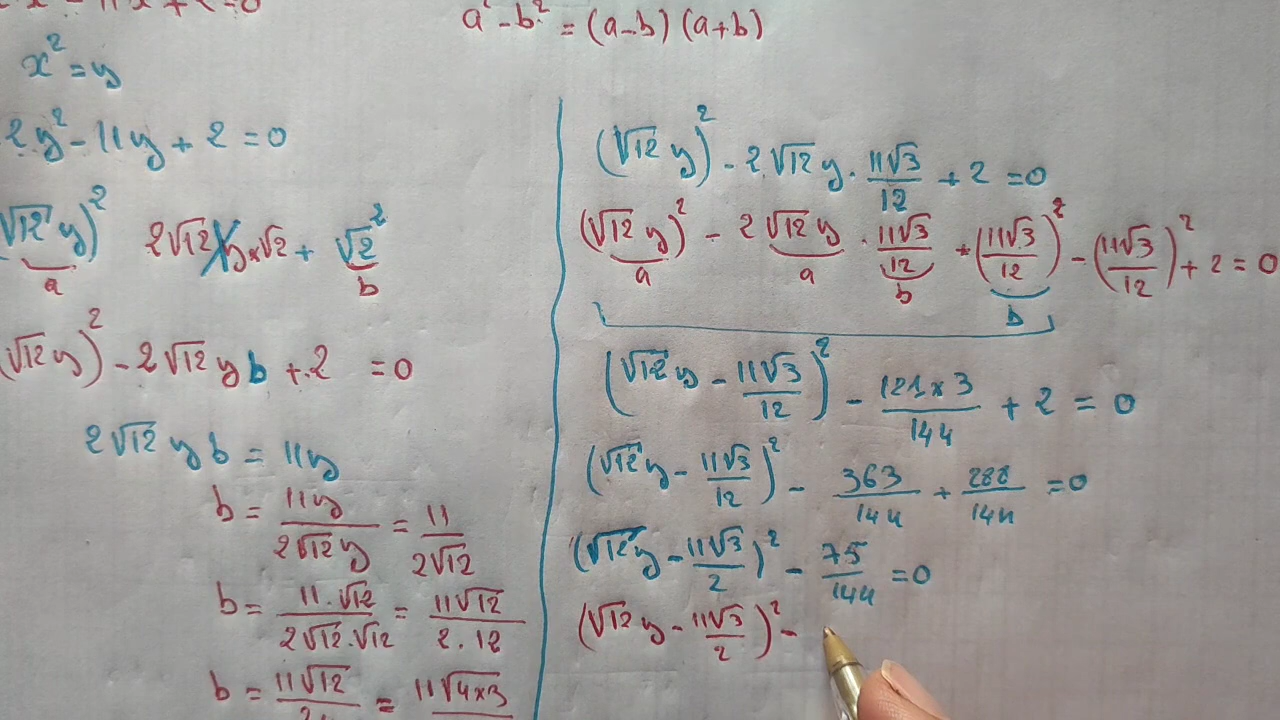 a² - b² = (a-b) (a+b)
x² = y
2y² - 11y + 2 = 0
√12 y)² 2√12 y × √2 + √2²
a b
(√12 y)² - 2√12 y b + 2 = 0
2√12 y b = 11y
b = 11y / 2√12 y = 11 / 2√12
b = 11·√12 / 2√12·√12 = 11√12 / 2·12
b = 11√12 / 24 = 11√4×3
(√12 y)² - 2√12 y · 11√3/12 + 2 = 0
(√12 y)² - 2√12 y · 11√3/12 + (11√3/12)² - (11√3/12)² + 2 = 0
a a b b
(√12 y - 11√3/12)² - 121×3/144 + 2 = 0
(√12 y - 11√3/12)² - 363/144 + 288/144 = 0
(√12 y - 11√3/2)² - 75/144 = 0
(√12 y - 11√3/2)² -